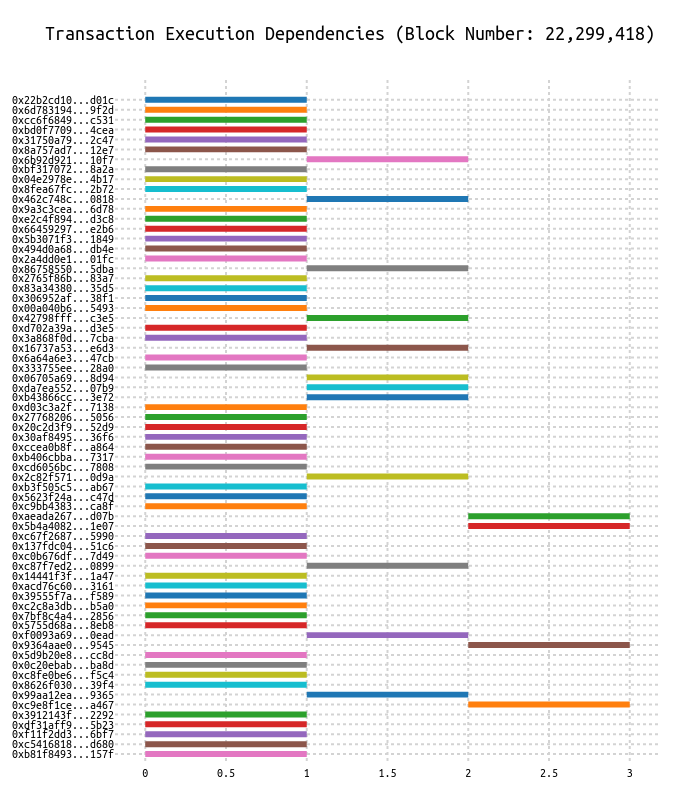 Transaction Execution Dependencies (Block Number: 22,299,418)
0x22b2cd10...d01c
0x6d783194...9f2d
0xcc6f6849...c531
0xbd0f7709...4cea
0x31750a79...2c47
0x8a757ad7...12e7
0x6b92d921...10f7
0xbf317072...8a2a
0x04e2978e...4b17
0x8fea67fc...2b72
0x462c748c...0818
0x9a3c3cea...6d78
0xe2c4f894...d3c8
0x66459297...e2b6
0x5b3071f3...1849
0x494d0a68...db4e
0x2a4dd0e1...01fc
0x86758550...5dba
0x2765f86b...83a7
0x83a34380...35d5
0x306952af...38f1
0x00a040b6...5493
0x42798fff...c3e5
0xd702a39a...d3e5
0x3a868f0d...7cba
0x16737a53...e6d3
0x6a64a6e3...47cb
0x333755ee...28a0
0x06705a69...8d94
0xda7ea552...07b9
0xb43866cc...3e72
0xd03c3a2f...7138
0x27768206...5056
0x20c2d3f9...52d9
0x30af8495...36f6
0xccea0b8f...a864
0xb406cbba...7317
0xcd6056bc...7808
0x2c82f571...0d9a
0xb3f505c5...ab67
0x5623f24a...c47d
0xc9bb4383...ca8f
0xaeada267...d07b
0x5b4a4082...1e07
0xc67f2687...5990
0x137fdc04...51c6
0xc0b676df...7d49
0xc87f7ed2...0899
0x14441f3f...1a47
0xacd76c60...3161
0x39555f7a...f589
0xc2c8a3db...b5a0
0x7bf8c4a4...2856
0x5755d68a...8eb8
0xf0093a69...0ead
0x9364aae0...9545
0x5d9b20e8...cc8d
0x0c20ebab...ba8d
0xc8fe0be6...f5c4
0x8626f030...39f4
0x99aa12ea...9365
0xc9e8f1ce...a467
0x3912143f...2292
0xdf31aff9...5b23
0xf11f2dd3...6bf7
0xc5416818...d680
0xb81f8493...157f
0 0.5 1 1.5 2 2.5 3